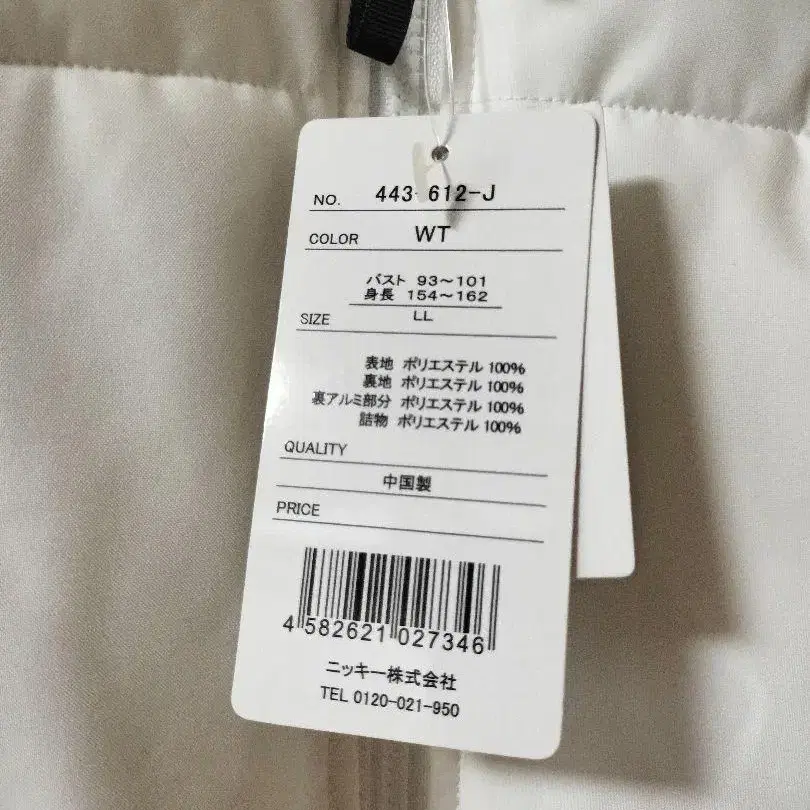 NO. 443-612-J
COLOR WT
バスト 93～101
身長 154～162
SIZE LL
表地 ポリエステル 100%
裏地 ポリエステル 100%
裏アルミ部分 ポリエステル 100%
詰物 ポリエステル 100%
QUALITY
中国製
PRICE
4 582621 027346
ニッキー株式会社
TEL 0120-021-950